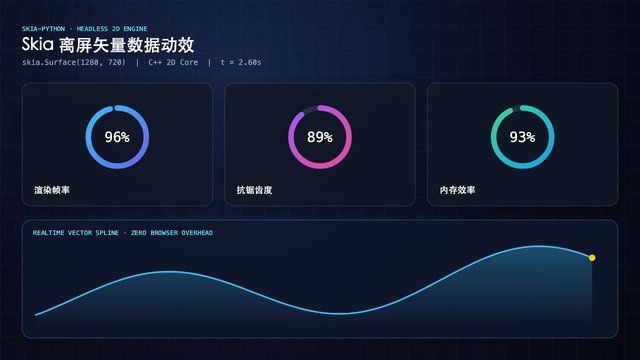 SKIA-PYTHON · HEADLESS 2D ENGINE
Skia 离屏矢量数据动效
skia.Surface(1280, 720) | C++ 2D Core | t = 2.60s
96%
89%
93%
渲染帧率
抗锯齿度
内存效率
REALTIME VECTOR SPLINE · ZERO BROWSER OVERHEAD